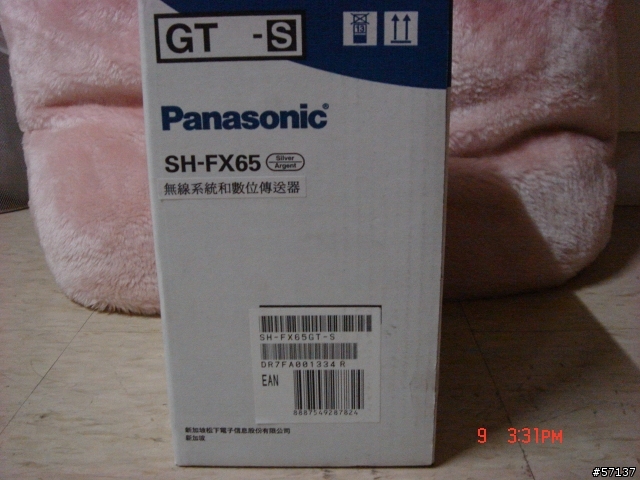 GT -S
13
Panasonic®
SH-FX65 Silver Argent
無線系統和數位傳送器
SH-FX65GT-S
DR7FA001334R
EAN
8887549287824
新加坡松下電子信息股份有限公司
新加坡
9 3:31PM
#57137